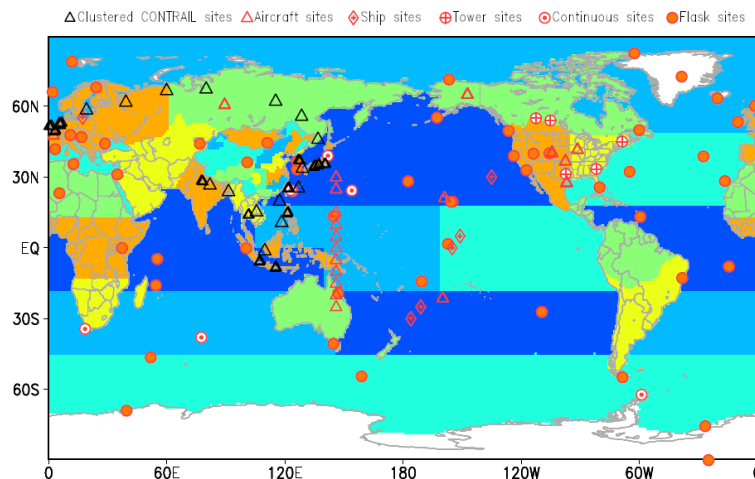 Clustered CONTRAIL sites Aircraft sites Ship sites Tower sites Continuous sites Flask sites
60N
30N
EQ
30S
60S
0 60E 120E 180 120W 60W 0